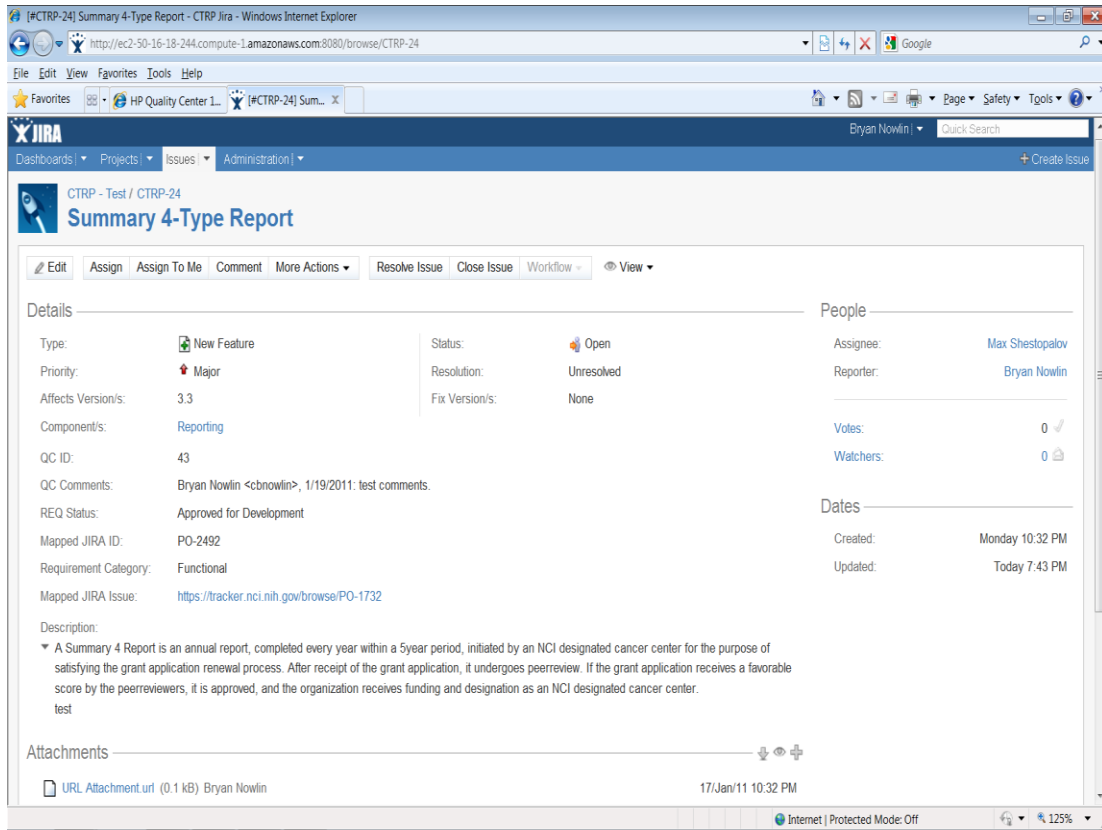 [#CTRP-24] Summary 4-Type Report - CTRP Jira - Windows Internet Explorer
http://ec2-50-16-18-244.compute-1.amazonaws.com:8080/browse/CTRP-24
Google
File Edit View Favorites Tools Help
Favorites HP Quality Center 1... [#CTRP-24] Sum... X
Page Safety Tools
JIRA Bryan Nowlin Quick Search
Dashboards Projects Issues Administration + Create Issue
CTRP - Test / CTRP-24
Summary 4-Type Report
Edit Assign Assign To Me Comment More Actions Resolve Issue Close Issue Workflow View
Details People
Type: New Feature Status: Open Assignee: Max Shestopalov
Priority: Major Resolution: Unresolved Reporter: Bryan Nowlin
Affects Version/s: 3.3 Fix Version/s: None
Component/s: Reporting Votes: 0
QC ID: 43 Watchers: 0
QC Comments: Bryan Nowlin <cbnowlin>, 1/19/2011: test comments.
REQ Status: Approved for Development Dates
Mapped JIRA ID: PO-2492 Created: Monday 10:32 PM
Requirement Category: Functional Updated: Today 7:43 PM
Mapped JIRA Issue: https://tracker.nci.nih.gov/browse/PO-1732
Description:
A Summary 4 Report is an annual report, completed every year within a 5year period, initiated by an NCI designated cancer center for the purpose of
satisfying the grant application renewal process. After receipt of the grant application, it undergoes peerreview. If the grant application receives a favorable
score by the peerreviewers, it is approved, and the organization receives funding and designation as an NCI designated cancer center.
test
Attachments
URL Attachment.url (0.1 kB) Bryan Nowlin 17/Jan/11 10:32 PM
Internet | Protected Mode: Off 125%